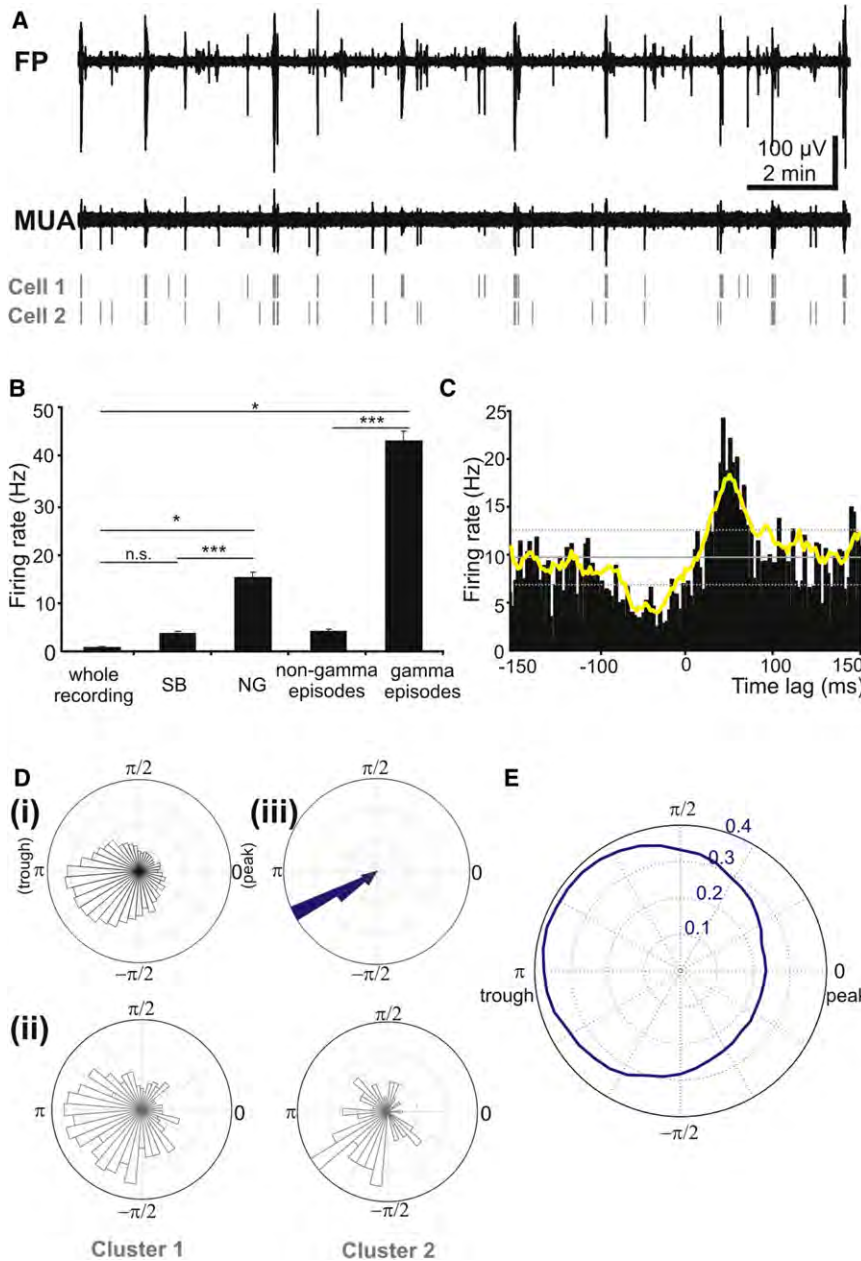 A
FP
100 µV
2 min
MUA
Cell 1
Cell 2
B
50
40
30
20
10
0
Firing rate (Hz)
*
***
*
n.s.
***
whole recording
SB
NG
non-gamma episodes
gamma episodes
C
25
20
15
10
5
0
Firing rate (Hz)
-150
-100
0
100
150
Time lag (ms)
D
(i)
π/2
(trough)
π
0
(peak)
−π/2
(iii)
π/2
π
0
−π/2
(ii)
π/2
π
0
−π/2
Cluster 1
π/2
π
0
−π/2
Cluster 2
E
π/2
0.4
0.3
0.2
0.1
π
trough
0
peak
−π/2